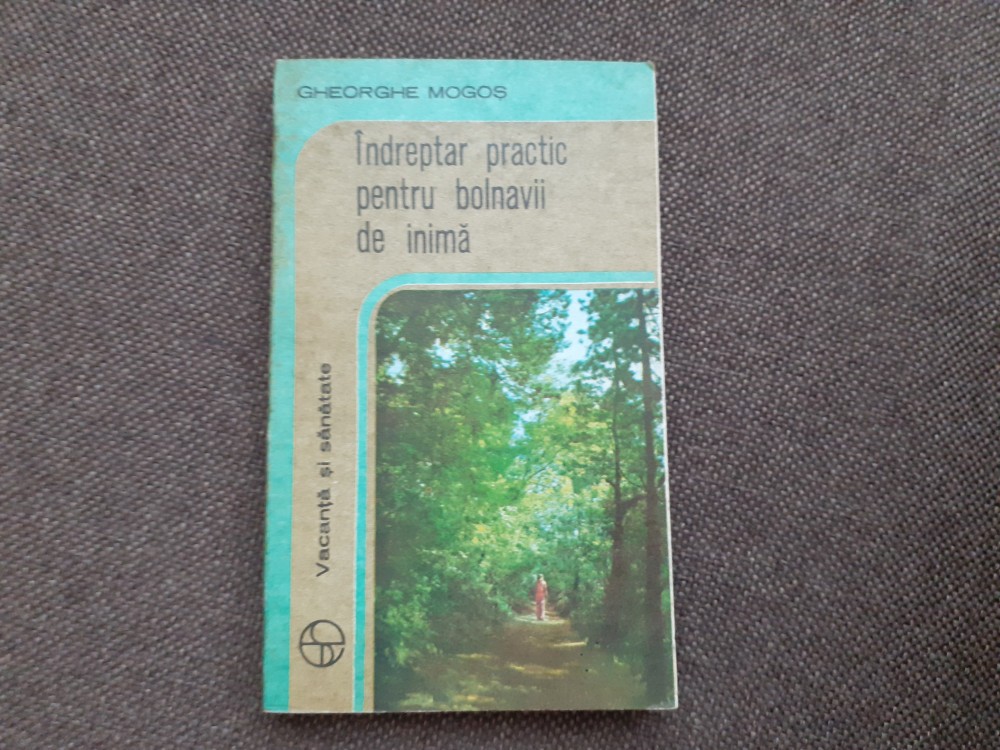 GHEORGHE MOGOȘ
Îndreptar practic
pentru bolnavii
de inimă
Vacanță și sănătate